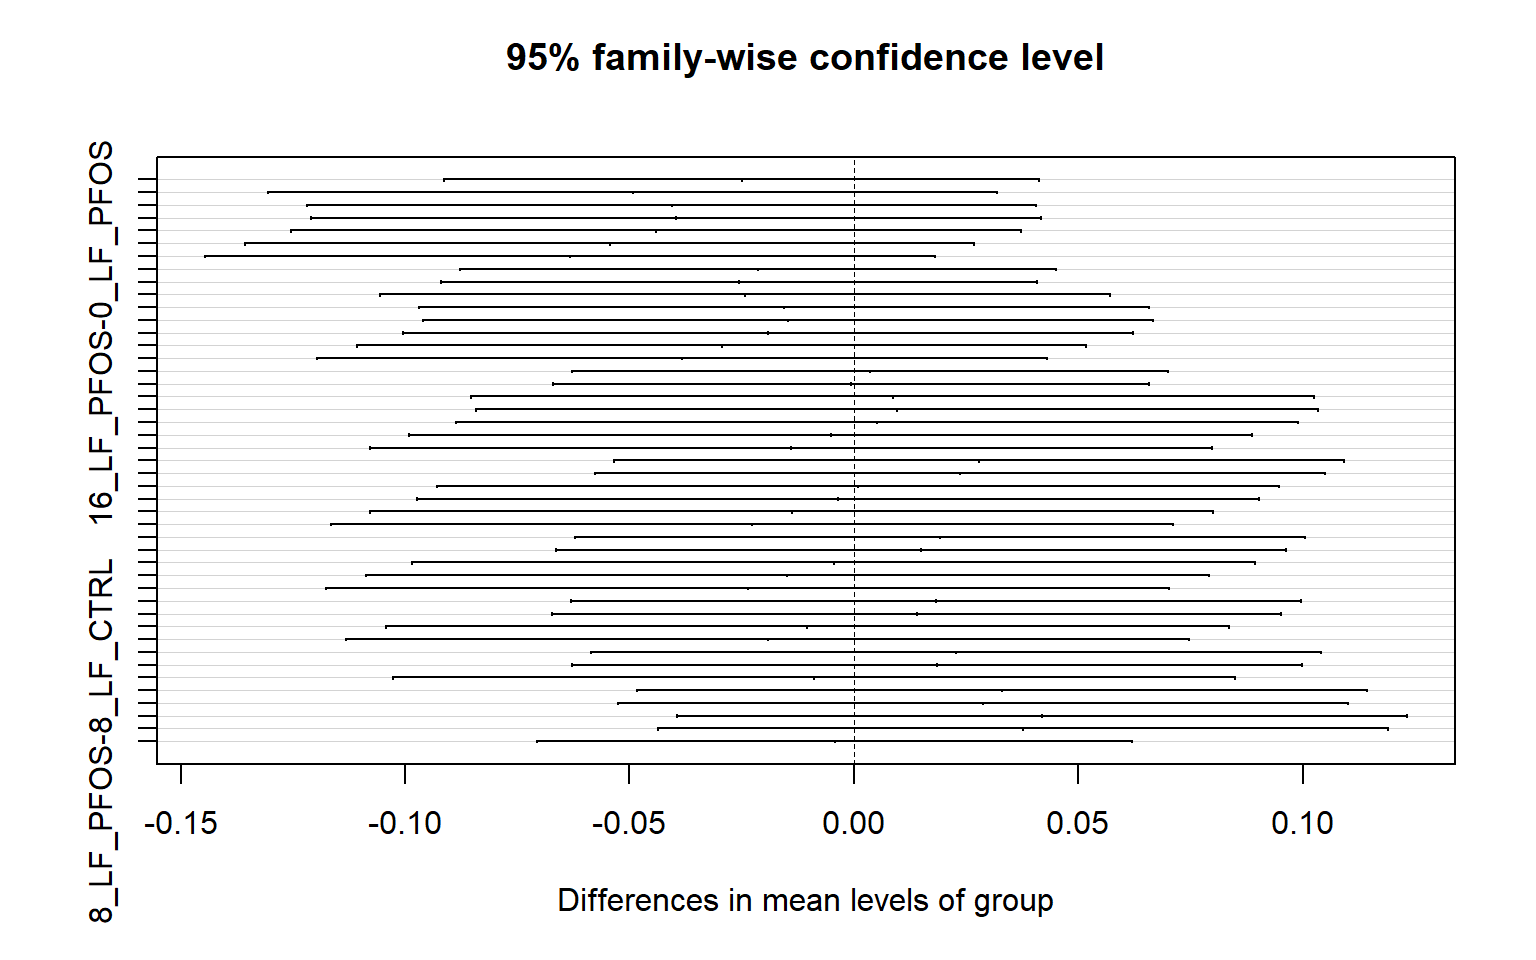 95% family-wise confidence level
16_LF_PFOS-0_LF_PFOS
8_LF_PFOS-8_LF_CTRL
-0.15 -0.10 -0.05 0.00 0.05 0.10
Differences in mean levels of group